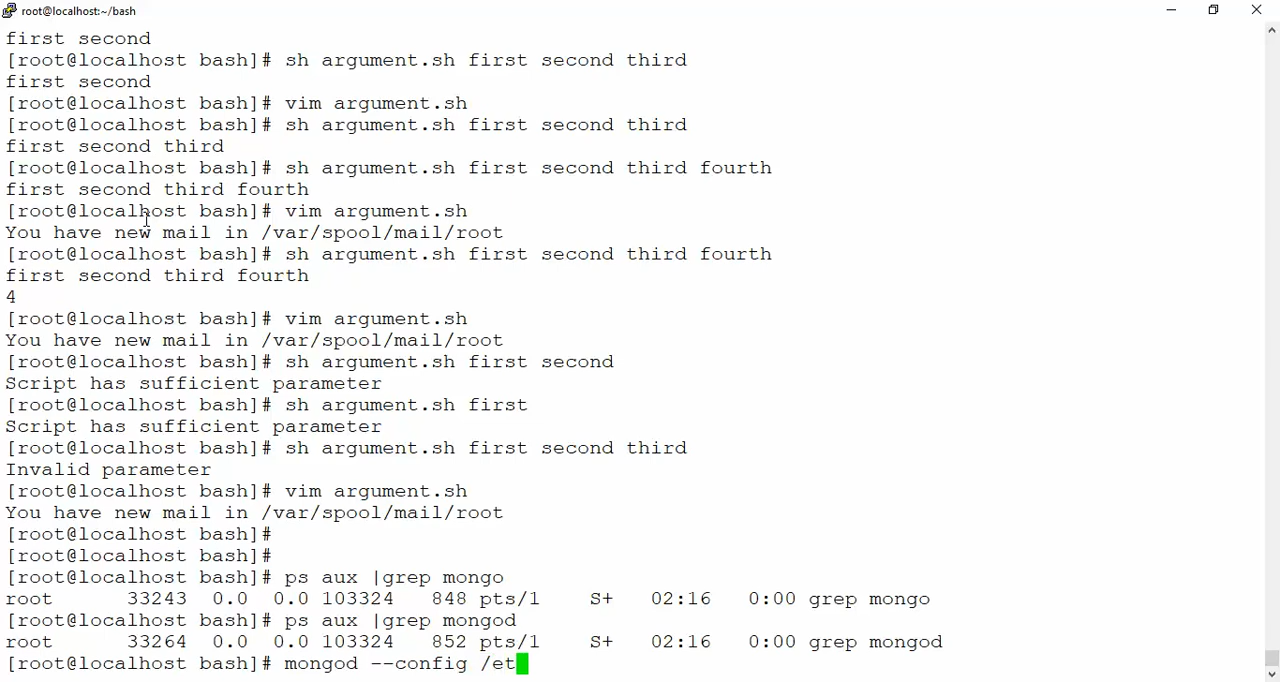 root@localhost:~/bash
first second
[root@localhost bash]# sh argument.sh first second third
first second
[root@localhost bash]# vim argument.sh
[root@localhost bash]# sh argument.sh first second third
first second third
[root@localhost bash]# sh argument.sh first second third fourth
first second third fourth
[root@localhost bash]# vim argument.sh
You have new mail in /var/spool/mail/root
[root@localhost bash]# sh argument.sh first second third fourth
first second third fourth
4
[root@localhost bash]# vim argument.sh
You have new mail in /var/spool/mail/root
[root@localhost bash]# sh argument.sh first second
Script has sufficient parameter
[root@localhost bash]# sh argument.sh first
Script has sufficient parameter
[root@localhost bash]# sh argument.sh first second third
Invalid parameter
[root@localhost bash]# vim argument.sh
You have new mail in /var/spool/mail/root
[root@localhost bash]#
[root@localhost bash]#
[root@localhost bash]# ps aux |grep mongo
root 33243 0.0 0.0 103324 848 pts/1 S+ 02:16 0:00 grep mongo
[root@localhost bash]# ps aux |grep mongod
root 33264 0.0 0.0 103324 852 pts/1 S+ 02:16 0:00 grep mongod
[root@localhost bash]# mongod --config /et